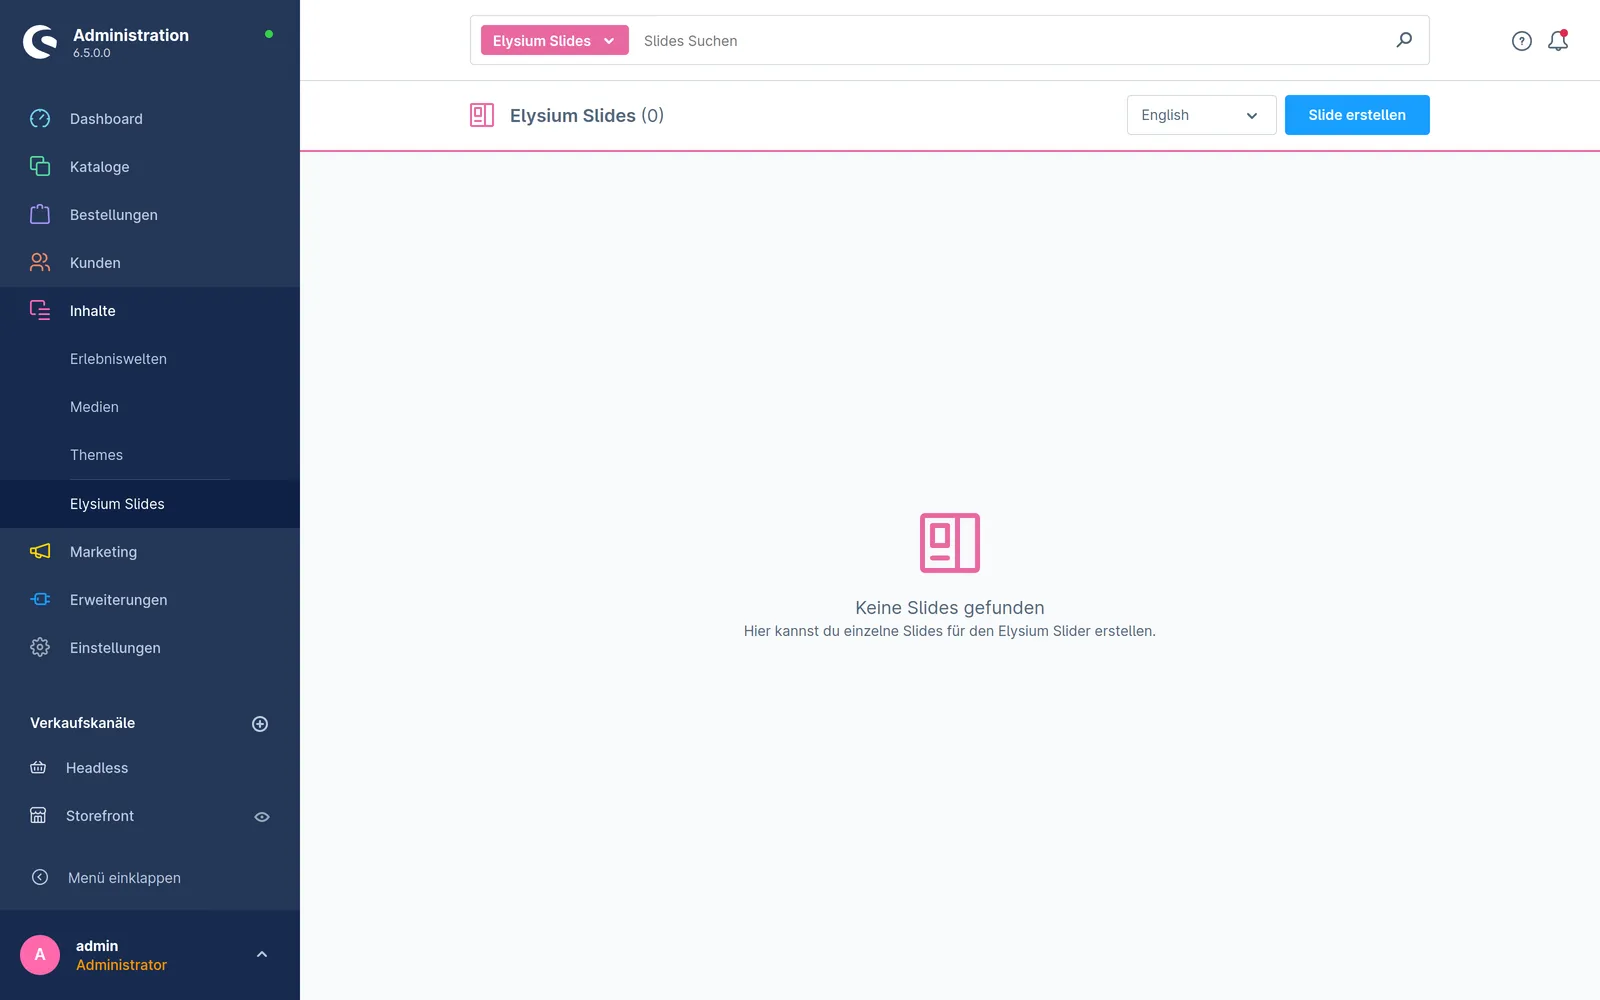 Administration
6.5.0.0
Dashboard
Kataloge
Bestellungen
Kunden
Inhalte
Erlebniswelten
Medien
Themes
Elysium Slides
Marketing
Erweiterungen
Einstellungen
Verkaufskanäle
Headless
Storefront
Menü einklappen
A
admin
Administrator
Elysium Slides
Slides Suchen
Elysium Slides (0)
English
Slide erstellen
Keine Slides gefunden
Hier kannst du einzelne Slides für den Elysium Slider erstellen.